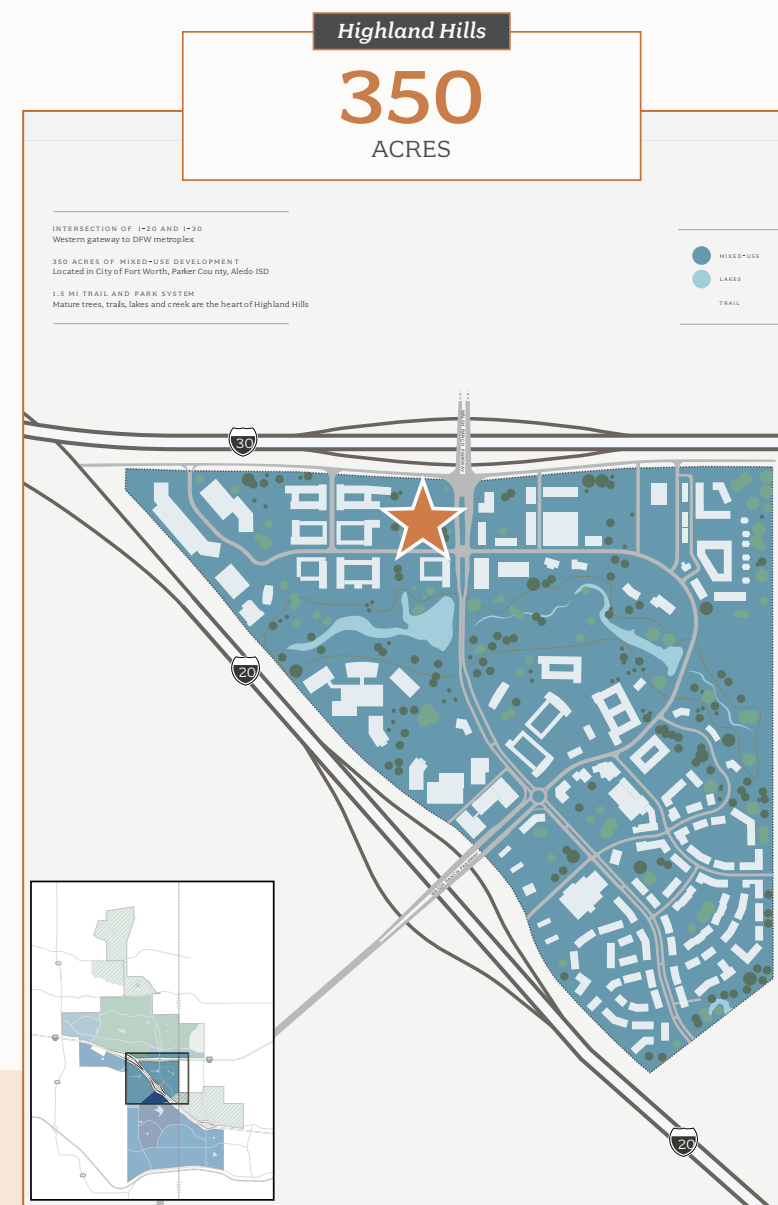 Highland Hills
350
ACRES
INTERSECTION OF I-20 AND I-30
Western gateway to DFW metroplex
350 ACRES OF MIXED-USE DEVELOPMENT
Located in City of Fort Worth, Parker County, Aledo ISD
1.5 MI TRAIL AND PARK SYSTEM
Mature trees, trails, lakes and creek are the heart of Highland Hills
MIXED-USE
LAKES
TRAIL
30
20
20